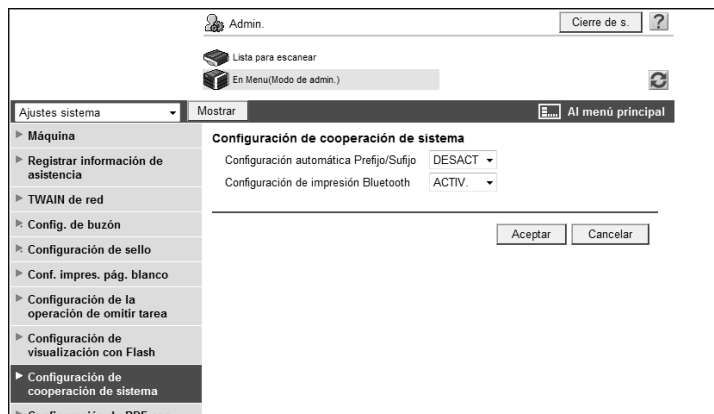 Admin.
Cierre de s.
?
Lista para escanear
En Menu(Modo de admin.)
Ajustes sistema
Mostrar
Al menú principal
Máquina
Registrar información de
asistencia
TWAIN de red
Config. de buzón
Configuración de sello
Conf. impres. pág. blanco
Configuración de la
operación de omitir tarea
Configuración de
visualización con Flash
Configuración de
cooperación de sistema
Configuración de cooperación de sistema
Configuración automática Prefijo/Sufijo DESACT
Configuración de impresión Bluetooth ACTIV.
Aceptar
Cancelar